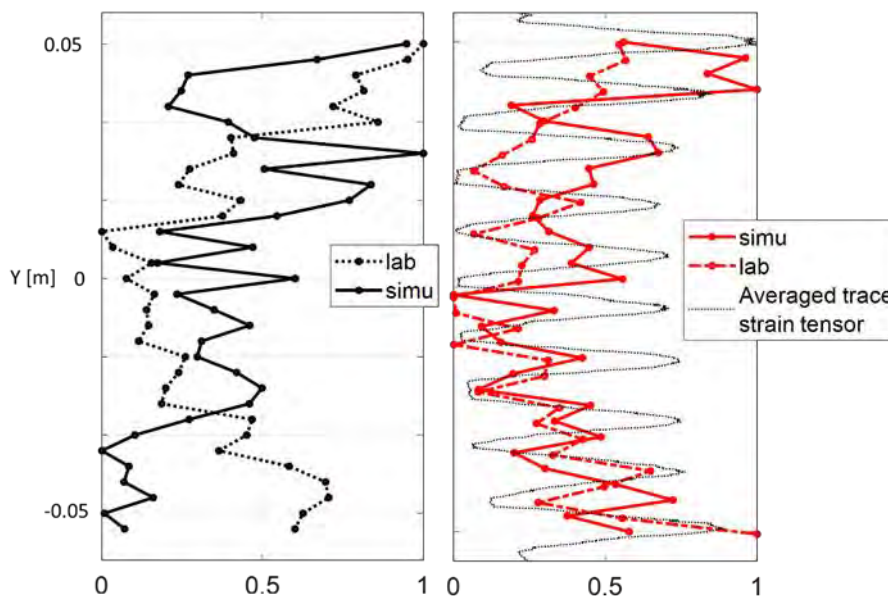 0.05
Y [m] 0
-0.05
0 0.5 1
lab
simu
simu
lab
Averaged trace
strain tensor
0 0.5 1